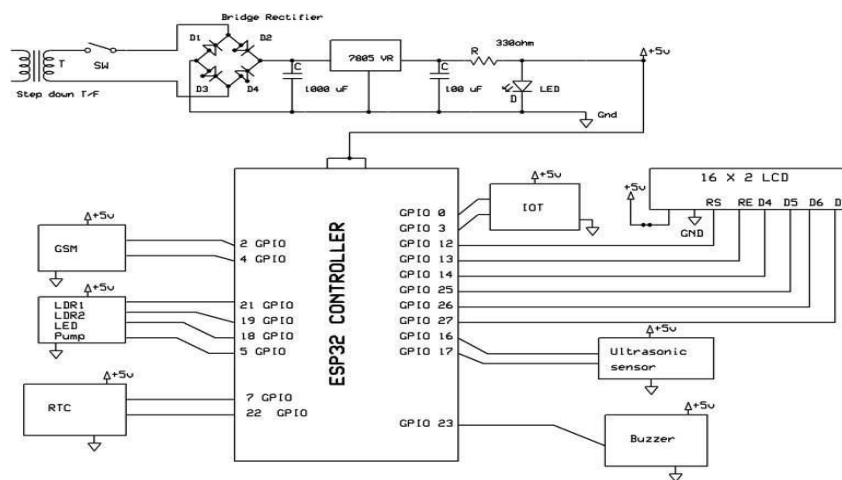 Bridge Rectifier
D1
D2
T
SW
D3
D4
Step down T/F
C
1000 uF
7805 VR
C
100 uF
R
330ohm
D
LED
+5v
Gnd
ESP32 CONTROLLER
+5v
GSM
2 GPIO
4 GPIO
+5v
LDR1
LDR2
LED
Pump
21 GPIO
19 GPIO
18 GPIO
5 GPIO
+5v
RTC
7 GPIO
22 GPIO
GPIO 0
GPIO 3
GPIO 12
GPIO 13
GPIO 14
GPIO 25
GPIO 26
GPIO 27
GPIO 16
GPIO 17
GPIO 23
+5v
IOT
16 X 2 LCD
+5v
GND
RS RE D4 D5 D6
+5v
Ultrasonic
sensor
+5v
Buzzer